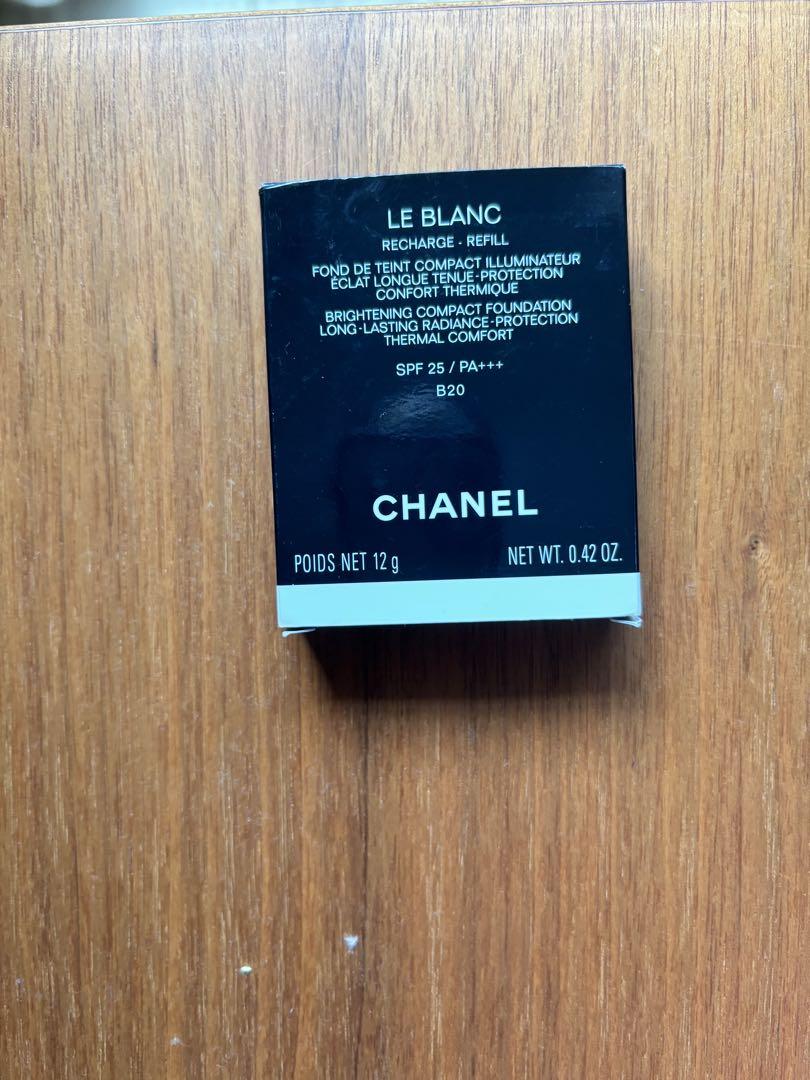 LE BLANC
RECHARGE - REFILL
FOND DE TEINT COMPACT ILLUMINATEUR
ÉCLAT LONGUE TENUE-PROTECTION
CONFORT THERMIQUE
BRIGHTENING COMPACT FOUNDATION
LONG-LASTING RADIANCE-PROTECTION
THERMAL COMFORT
SPF 25 / PA+++
B20
CHANEL
POIDS NET 12 g NET WT. 0.42 OZ.